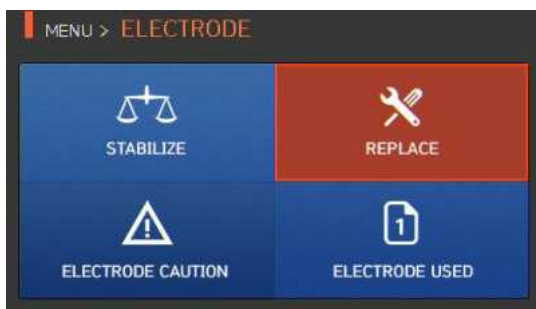 MENU > ELECTRODE
STABILIZE
REPLACE
1
ELECTRODE CAUTION
ELECTRODE USED